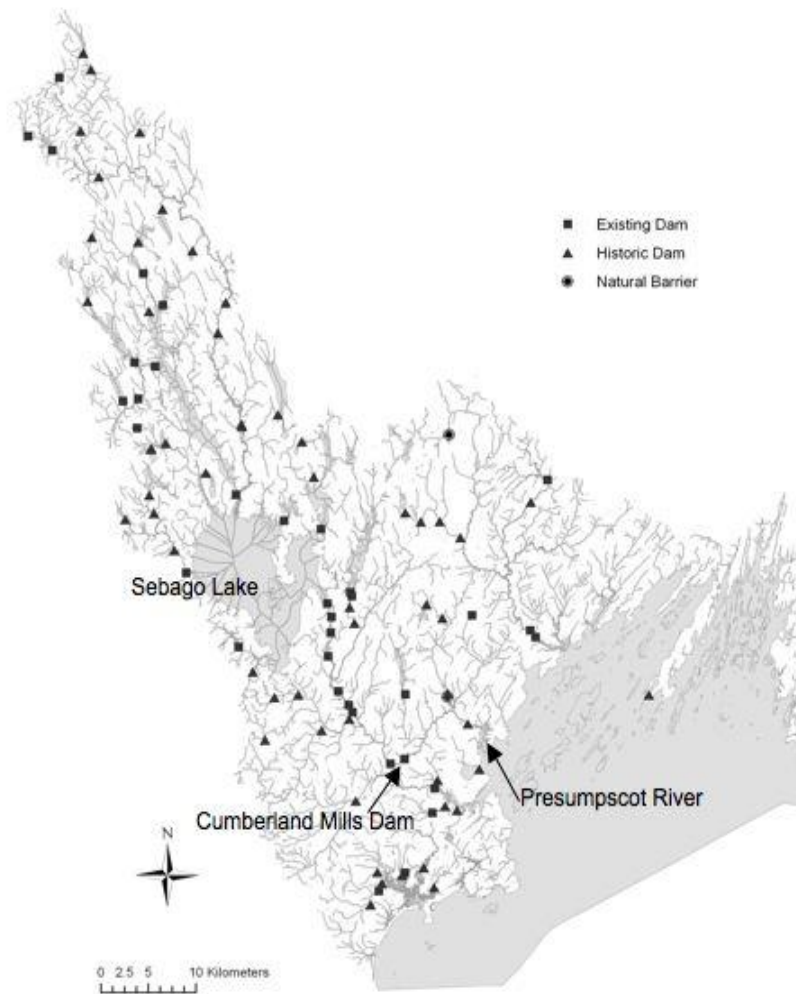 Existing Dam
Historic Dam
Natural Barrier
Sebago Lake
Presumpscot River
Cumberland Mills Dam
N
0 2.5 5 10 Kilometers